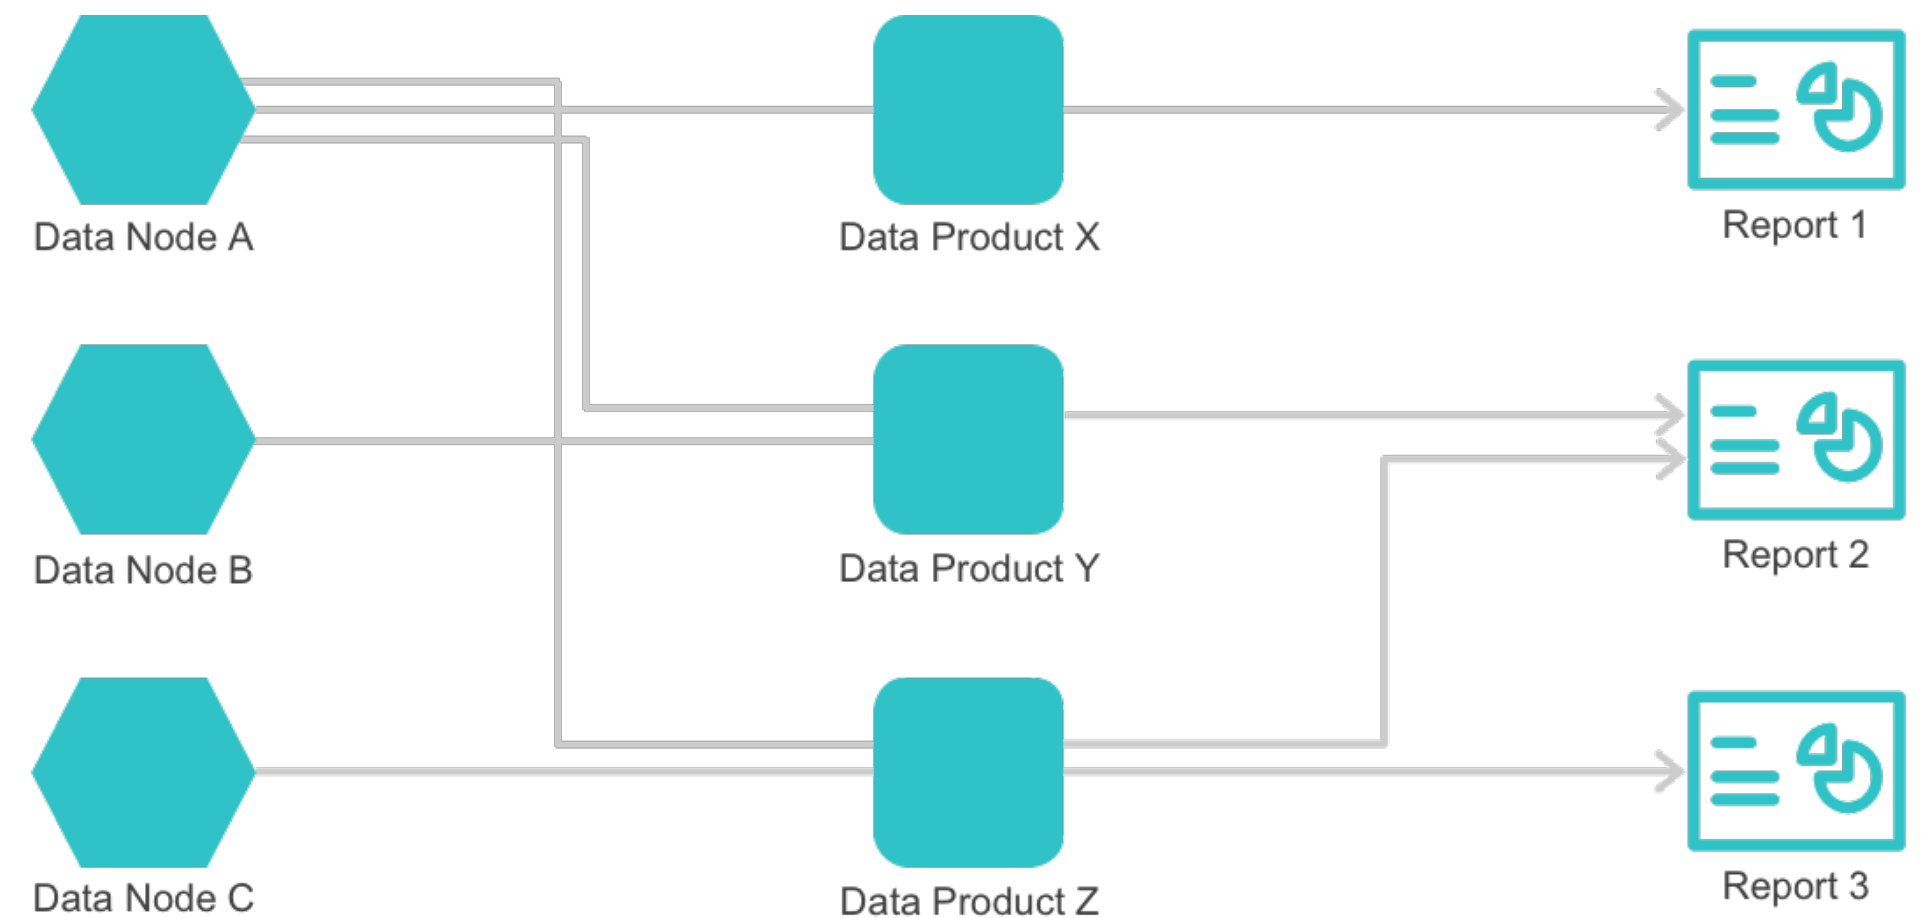 Data Node A
Data Product X
Report 1
Data Node B
Data Product Y
Report 2
Data Node C
Data Product Z
Report 3